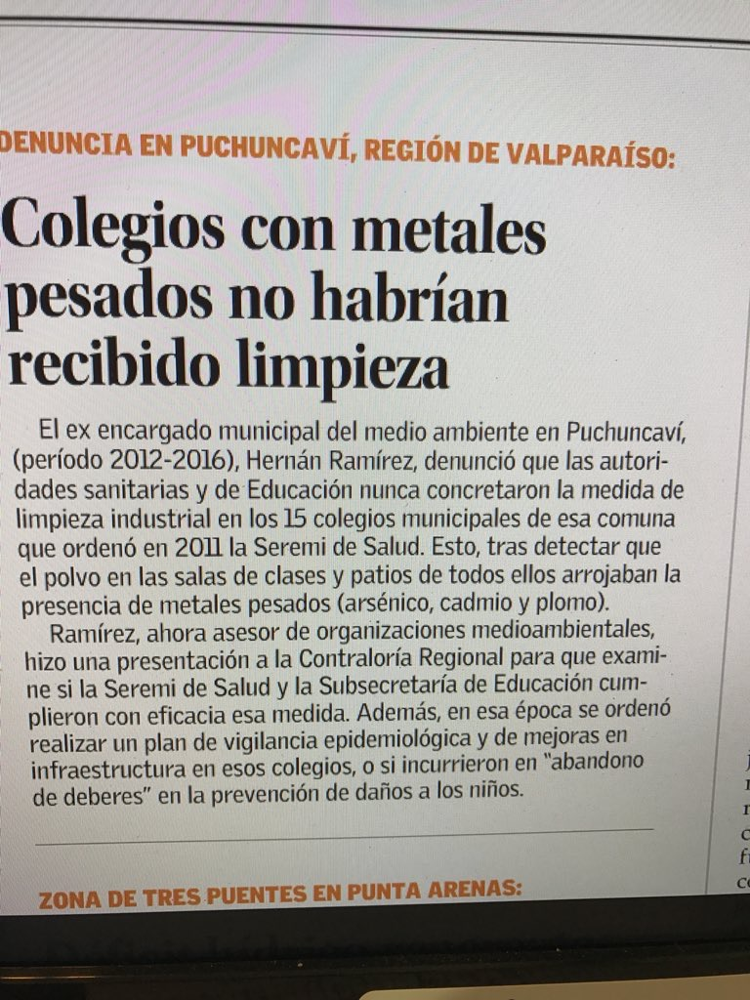 DENUNCIA EN PUCHUNCAVÍ, REGIÓN DE VALPARAÍSO:
Colegios con metales
pesados no habrían
recibido limpieza
El ex encargado municipal del medio ambiente en Puchuncaví,
(período 2012-2016), Hernán Ramírez, denunció que las autori-
dades sanitarias y de Educación nunca concretaron la medida de
limpieza industrial en los 15 colegios municipales de esa comuna
que ordenó en 2011 la Seremi de Salud. Esto, tras detectar que
el polvo en las salas de clases y patios de todos ellos arrojaban la
presencia de metales pesados (arsénico, cadmio y plomo).
Ramírez, ahora asesor de organizaciones medioambientales,
hizo una presentación a la Contraloría Regional para que exami-
ne si la Seremi de Salud y la Subsecretaría de Educación cum-
plieron con eficacia esa medida. Además, en esa época se ordenó
realizar un plan de vigilancia epidemiológica y de mejoras en
infraestructura en esos colegios, o si incurrieron en "abandono
de deberes" en la prevención de daños a los niños.
ZONA DE TRES PUENTES EN PUNTA ARENAS: